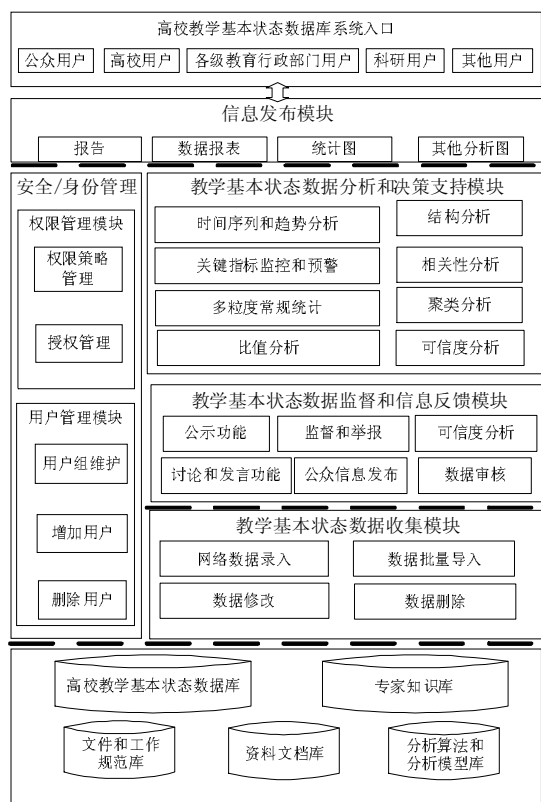 高校教学基本状态数据库系统入口
公众用户
高校用户
各级教育行政部门用户
科研用户
其他用户
信息发布模块
报告
数据报表
统计图
其他分析图
安全/身份管理
权限管理模块
权限策略
管理
授权管理
用户管理模块
用户组维护
增加用户
删除用户
教学基本状态数据分析和决策支持模块
时间序列和趋势分析
结构分析
关键指标监控和预警
相关性分析
多粒度常规统计
聚类分析
比值分析
可信度分析
教学基本状态数据监督和信息反馈模块
公示功能
监督和举报
可信度分析
讨论和发言功能
公众信息发布
数据审核
教学基本状态数据收集模块
网络数据录入
数据批量导入
数据修改
数据删除
高校教学基本状态数据库
专家知识库
文件和工作
规范库
资料文档库
分析算法和
分析模型库